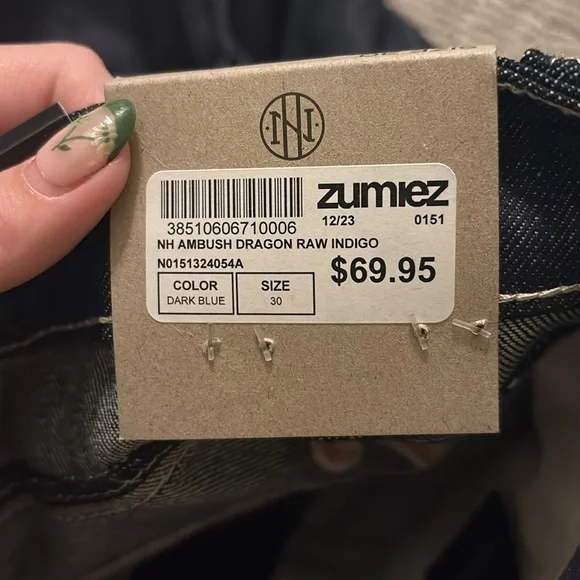 zumiez
38510606710006
12/23 0151
NH AMBUSH DRAGON RAW INDIGO
N0151324054A
$69.95
COLOR SIZE
DARK BLUE 30